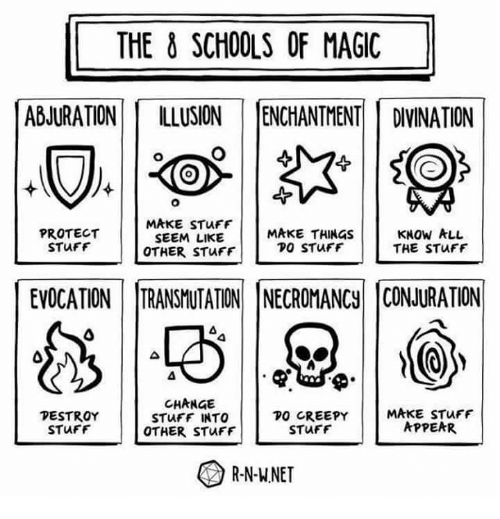 THE 8 SCHOOLS OF MAGIC
ABJURATION
PROTECT
STUFF
ILLUSION
MAKE STUFF
SEEM LIKE
OTHER STUFF
ENCHANTMENT
MAKE THINGS
DO STUFF
DIVINATION
KNOW ALL
THE STUFF
EVOCATION
DESTROY
STUFF
TRANSMUTATION
CHANGE
STUFF INTO
OTHER STUFF
NECROMANCY
DO CREEPY
STUFF
CONJURATION
MAKE STUFF
APPEAR
R-N-W.NET